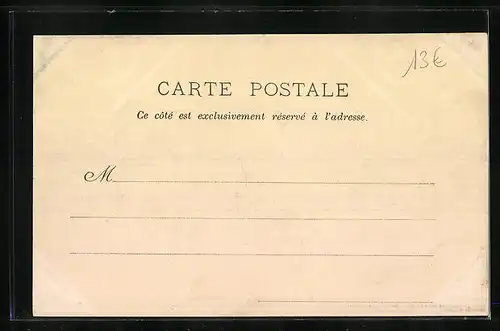 13€
CARTE POSTALE
Ce côté est exclusivement réservé à l'adresse.
M